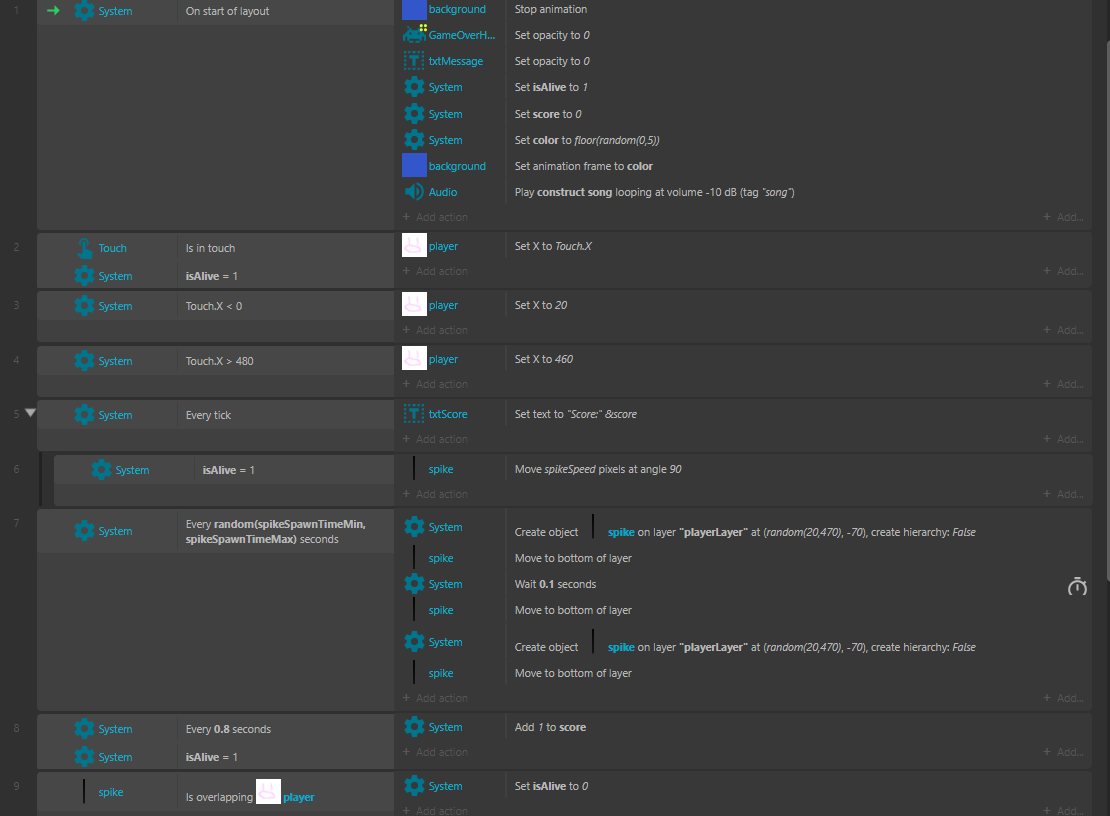 1 System On start of layout background Stop animation
GameOverH... Set opacity to 0
txtMessage Set opacity to 0
System Set isAlive to 1
System Set score to 0
System Set color to floor(random(0,5))
background Set animation frame to color
Audio Play construct song looping at volume -10 dB (tag "song")
+ Add action + Add...
2 Touch Is in touch player Set X to Touch.X
System isAlive = 1 + Add action + Add...
3 System Touch.X < 0 player Set X to 20
+ Add action + Add...
4 System Touch.X > 480 player Set X to 460
+ Add action + Add...
5 System Every tick txtScore Set text to "Score:" &score
+ Add action + Add...
6 System isAlive = 1 spike Move spikeSpeed pixels at angle 90
+ Add action + Add...
7 System Every random(spikeSpawnTimeMin, spikeSpawnTimeMax) seconds System Create object spike on layer "playerLayer" at (random(20,470), -70), create hierarchy: False
spike Move to bottom of layer
System Wait 0.1 seconds
spike Move to bottom of layer
System Create object spike on layer "playerLayer" at (random(20,470), -70), create hierarchy: False
spike Move to bottom of layer
+ Add action + Add...
8 System Every 0.8 seconds System Add 1 to score
System isAlive = 1 + Add action + Add...
9 spike Is overlapping player System Set isAlive to 0
+ Add action + Add...